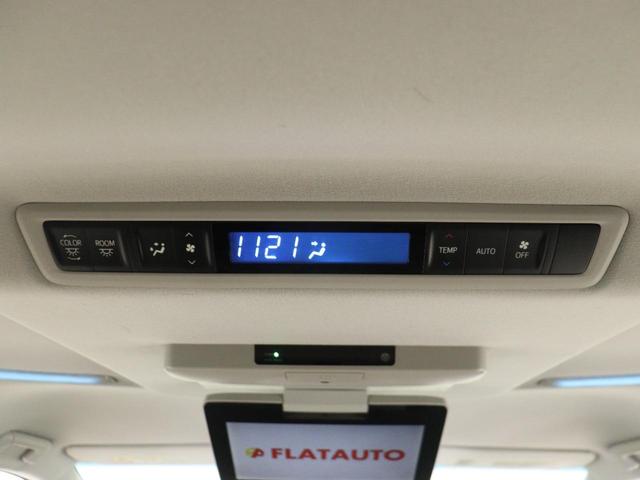 COLOR ROOM 1121 TEMP AUTO OFF
FLATAUTO